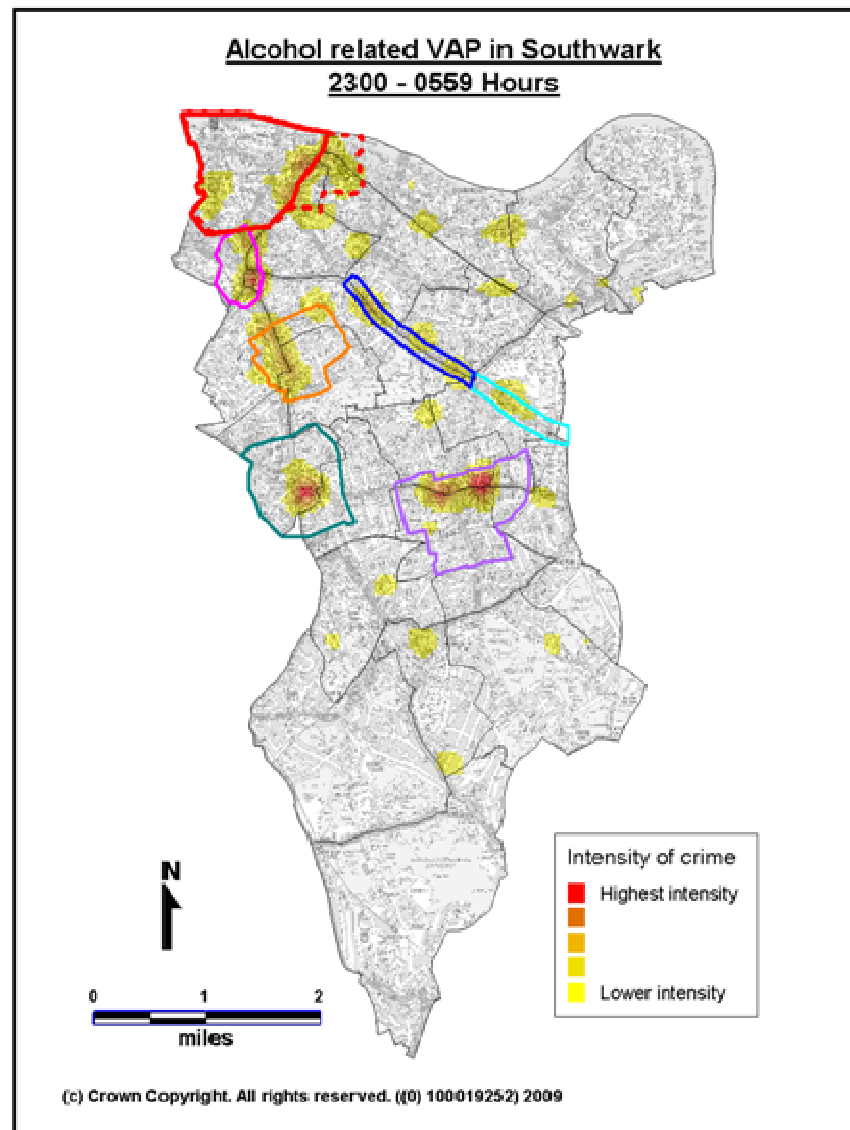 Alcohol related VAP in Southwark
2300 - 0559 Hours
Intensity of crime
Highest intensity
Lower intensity
N
0 1 2
miles
(c) Crown Copyright. All rights reserved. ((0) 100019252) 2009